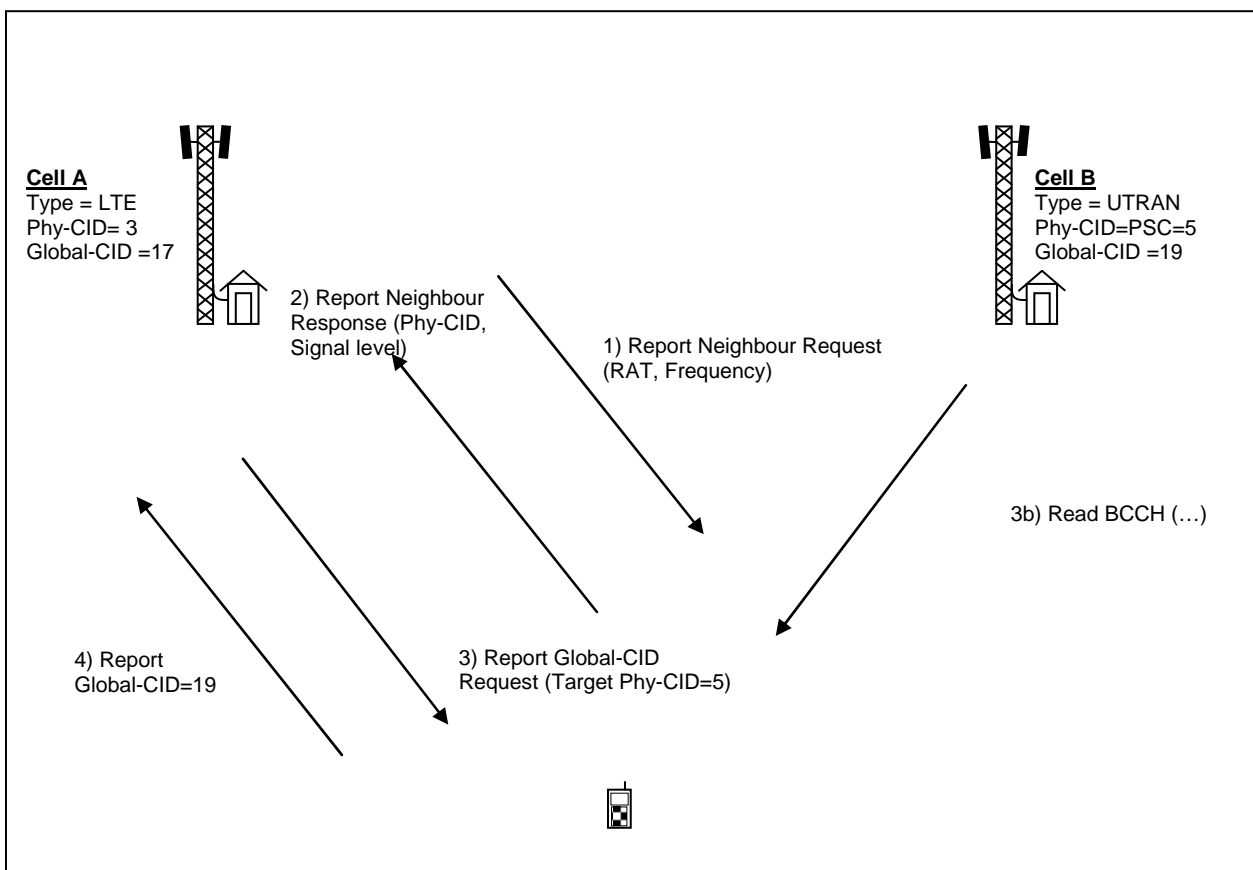 Cell A
Type = LTE
Phy-CID= 3
Global-CID =17
Cell B
Type = UTRAN
Phy-CID=PSC=5
Global-CID =19
2) Report Neighbour
Response (Phy-CID,
Signal level)
1) Report Neighbour Request
(RAT, Frequency)
3b) Read BCCH (…)
4) Report
Global-CID=19
3) Report Global-CID
Request (Target Phy-CID=5)